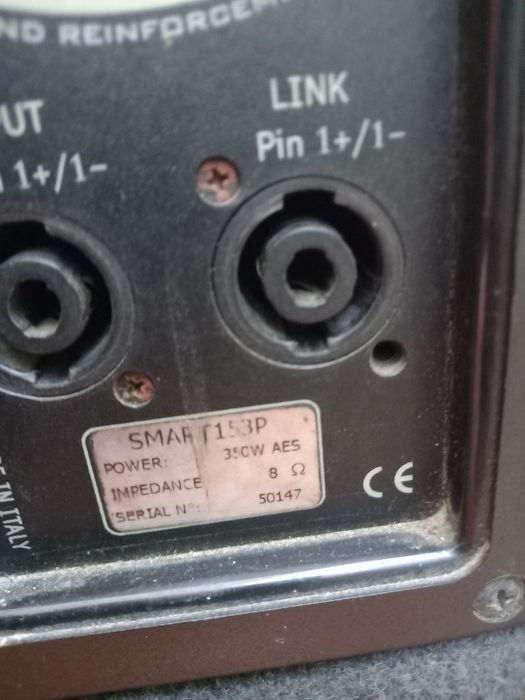 ND REINFORCEM
PUT
1+/1-
LINK
Pin 1+/1-
SMART153P
POWER: 350W AES
IMPEDANCE 8 Ω
SERIAL N°: 50147
CE
E IN ITALY